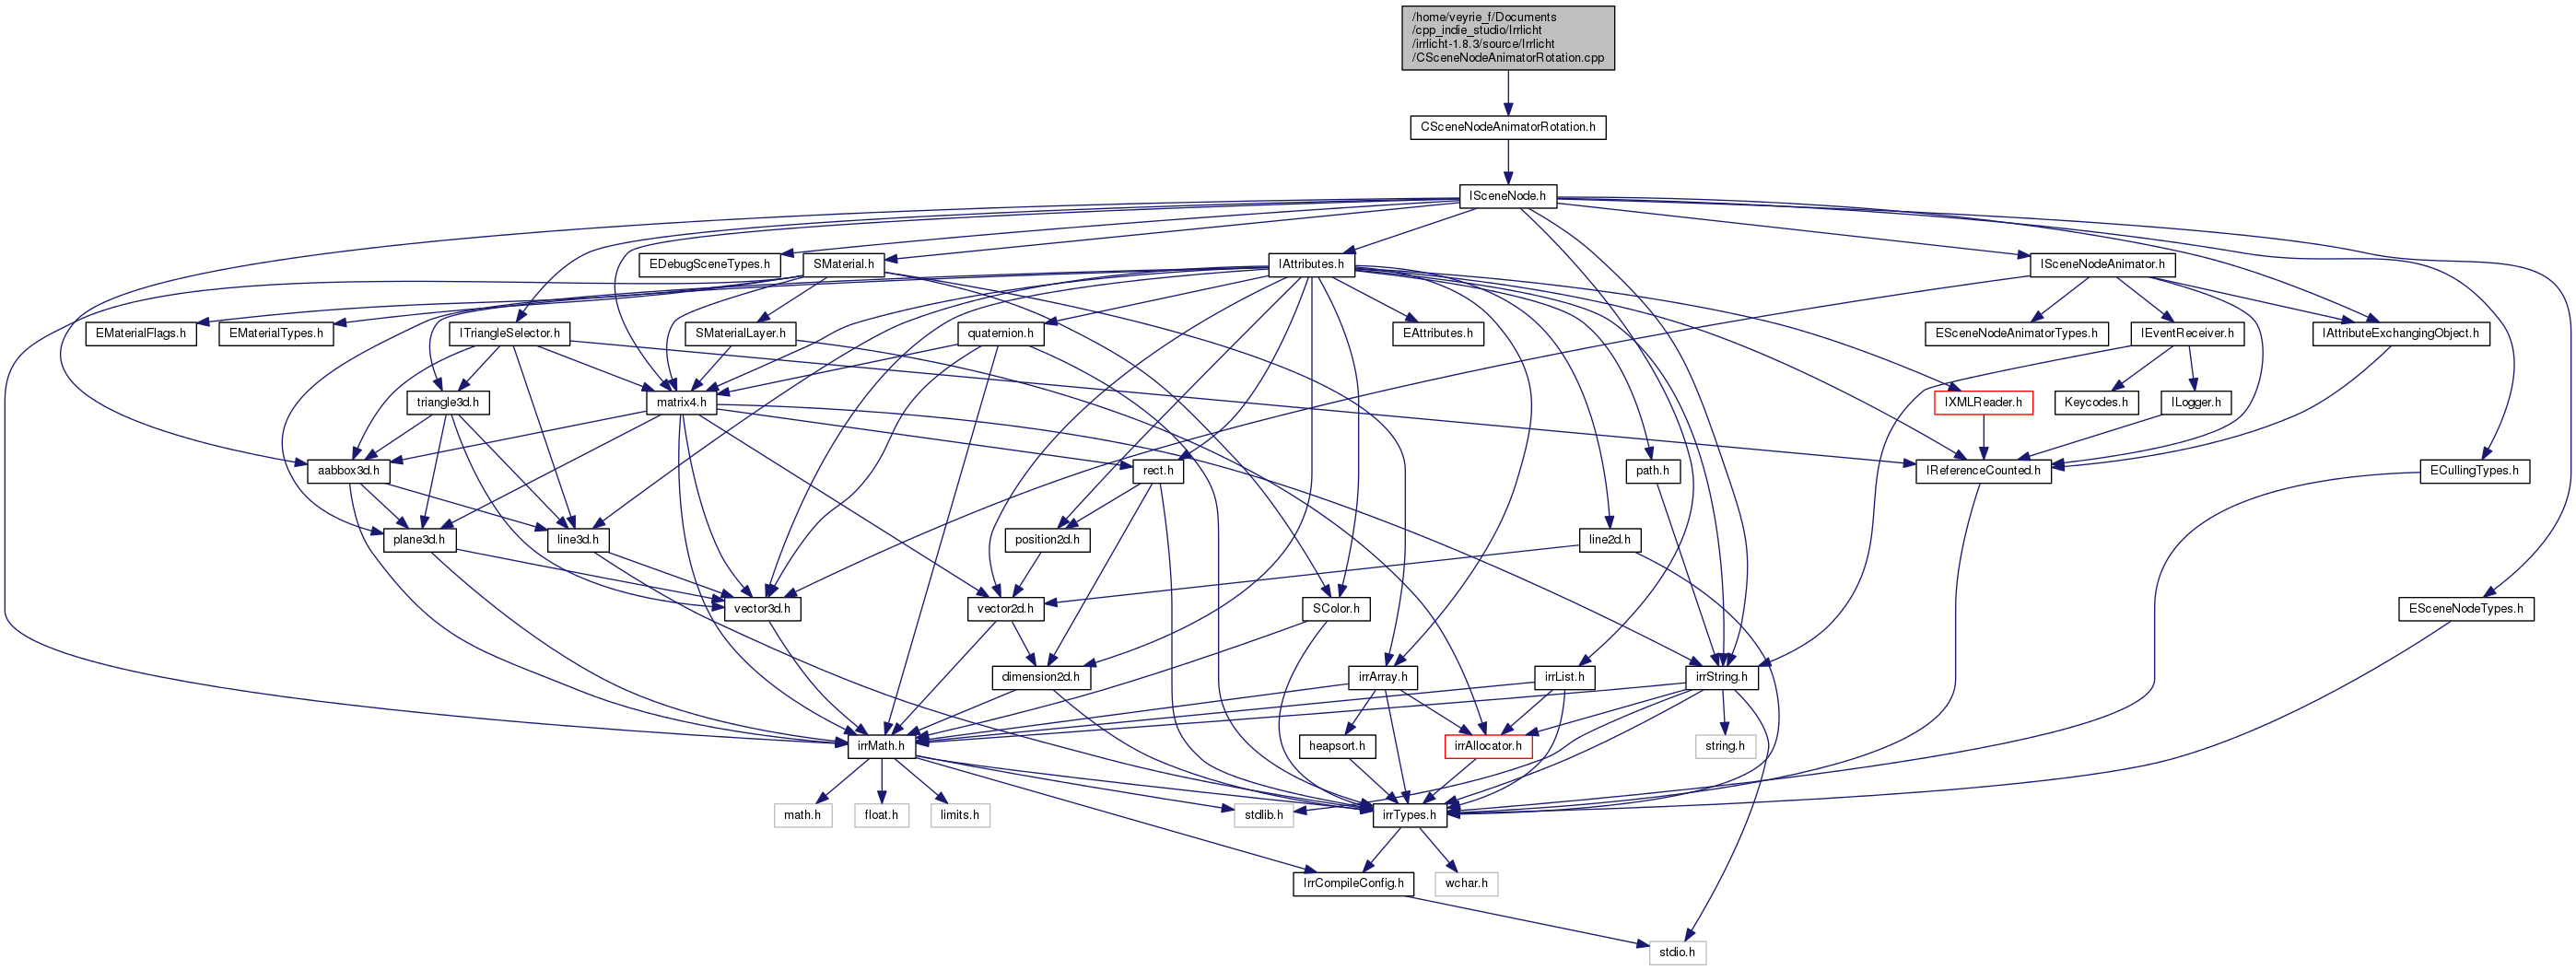 /home/veyrie_f/Documents
/cpp_indie_studio/Irrlicht
/irrlicht-1.8.3/source/Irrlicht
/CSceneNodeAnimatorRotation.cpp
CSceneNodeAnimatorRotation.h
ISceneNode.h
EDebugSceneTypes.h
SMaterial.h
IAttributes.h
ISceneNodeAnimator.h
EMaterialFlags.h
EMaterialTypes.h
ITriangleSelector.h
SMaterialLayer.h
quaternion.h
EAttributes.h
ESceneNodeAnimatorTypes.h
IEventReceiver.h
IAttributeExchangingObject.h
triangle3d.h
matrix4.h
IXMLReader.h
Keycodes.h
ILogger.h
aabbox3d.h
rect.h
path.h
IReferenceCounted.h
ECullingTypes.h
plane3d.h
line3d.h
position2d.h
line2d.h
vector3d.h
vector2d.h
SColor.h
ESceneNodeTypes.h
dimension2d.h
irrArray.h
irrList.h
irrString.h
irrMath.h
heapsort.h
irrAllocator.h
string.h
math.h
float.h
limits.h
stdlib.h
irrTypes.h
IrrCompileConfig.h
wchar.h
stdio.h